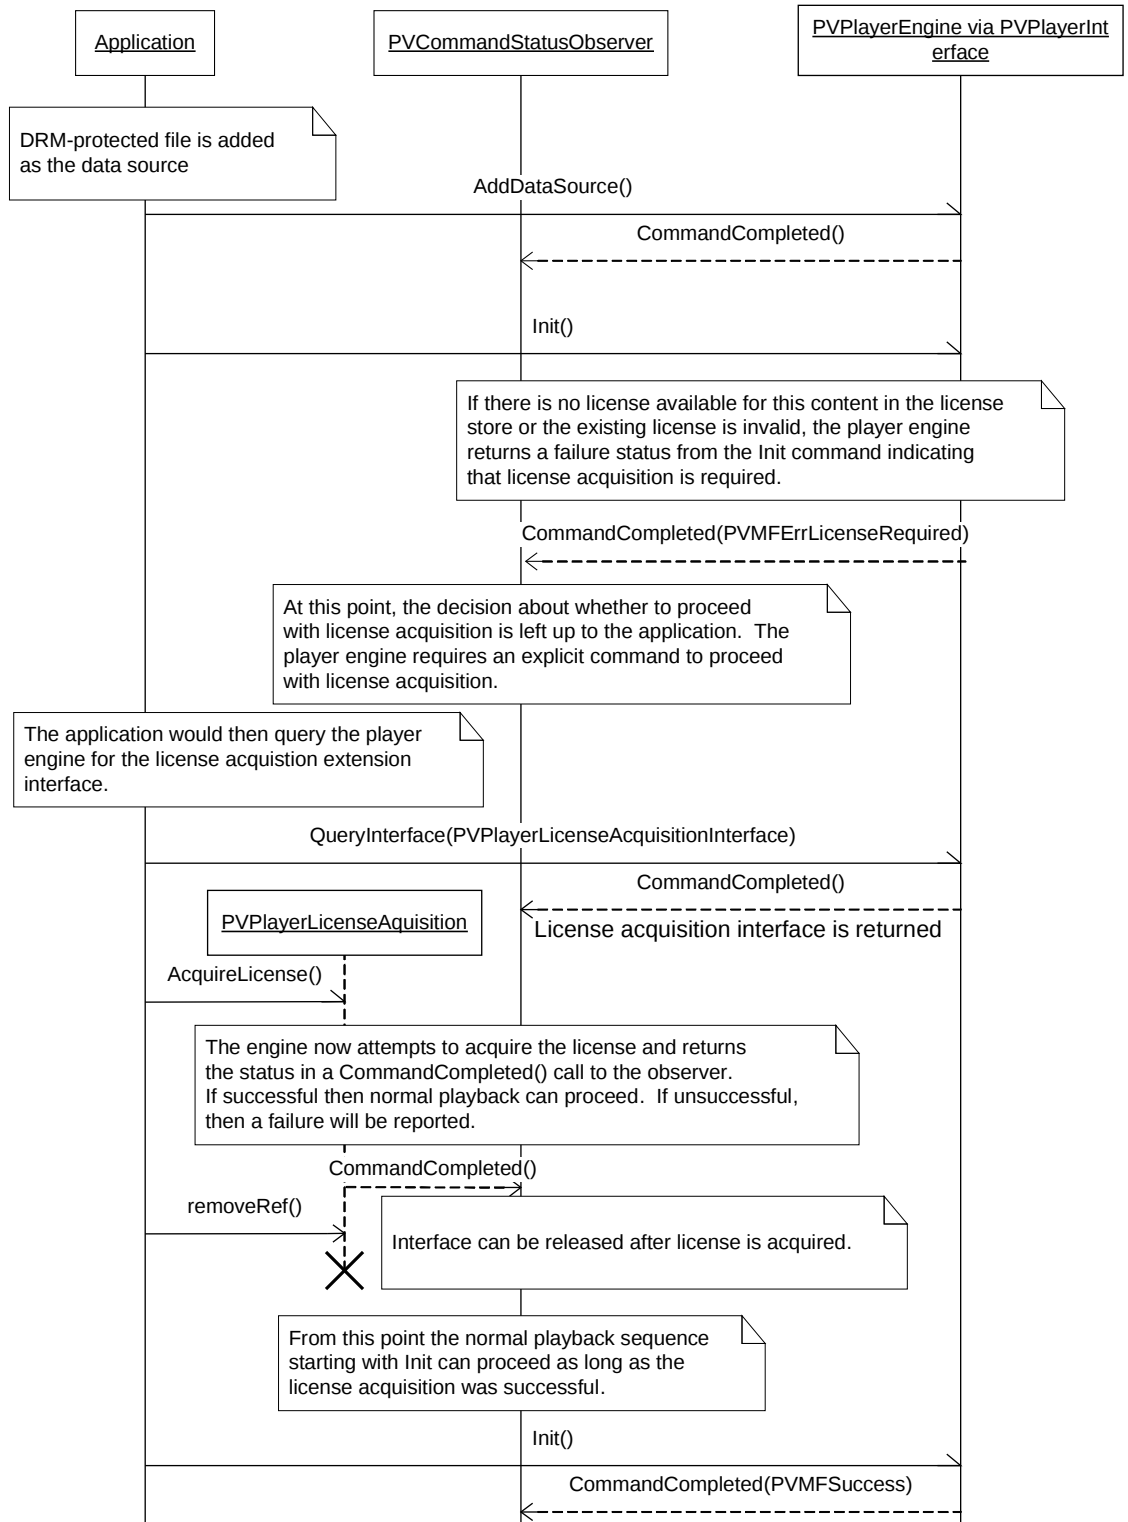 Application
PVCommandStatusObserver
PVPlayerEngine via PVPlayerInt
erface
DRM-protected file is added
as the data source
AddDataSource()
CommandCompleted()
Init()
If there is no license available for this content in the license
store or the existing license is invalid, the player engine
returns a failure status from the Init command indicating
that license acquisition is required.
CommandCompleted(PVMFErrLicenseRequired)
At this point, the decision about whether to proceed
with license acquisition is left up to the application.  The
player engine requires an explicit command to proceed
with license acquisition.
The application would then query the player
engine for the license acquistion extension
interface.
QueryInterface(PVPlayerLicenseAcquisitionInterface)
CommandCompleted()
License acquisition interface is returned
PVPlayerLicenseAquisition
AcquireLicense()
The engine now attempts to acquire the license and returns
the status in a CommandCompleted() call to the observer.
If successful then normal playback can proceed.  If unsuccessful,
then a failure will be reported.
CommandCompleted()
removeRef()
Interface can be released after license is acquired.
From this point the normal playback sequence
starting with Init can proceed as long as the
license acquisition was successful.
Init()
CommandCompleted(PVMFSuccess)